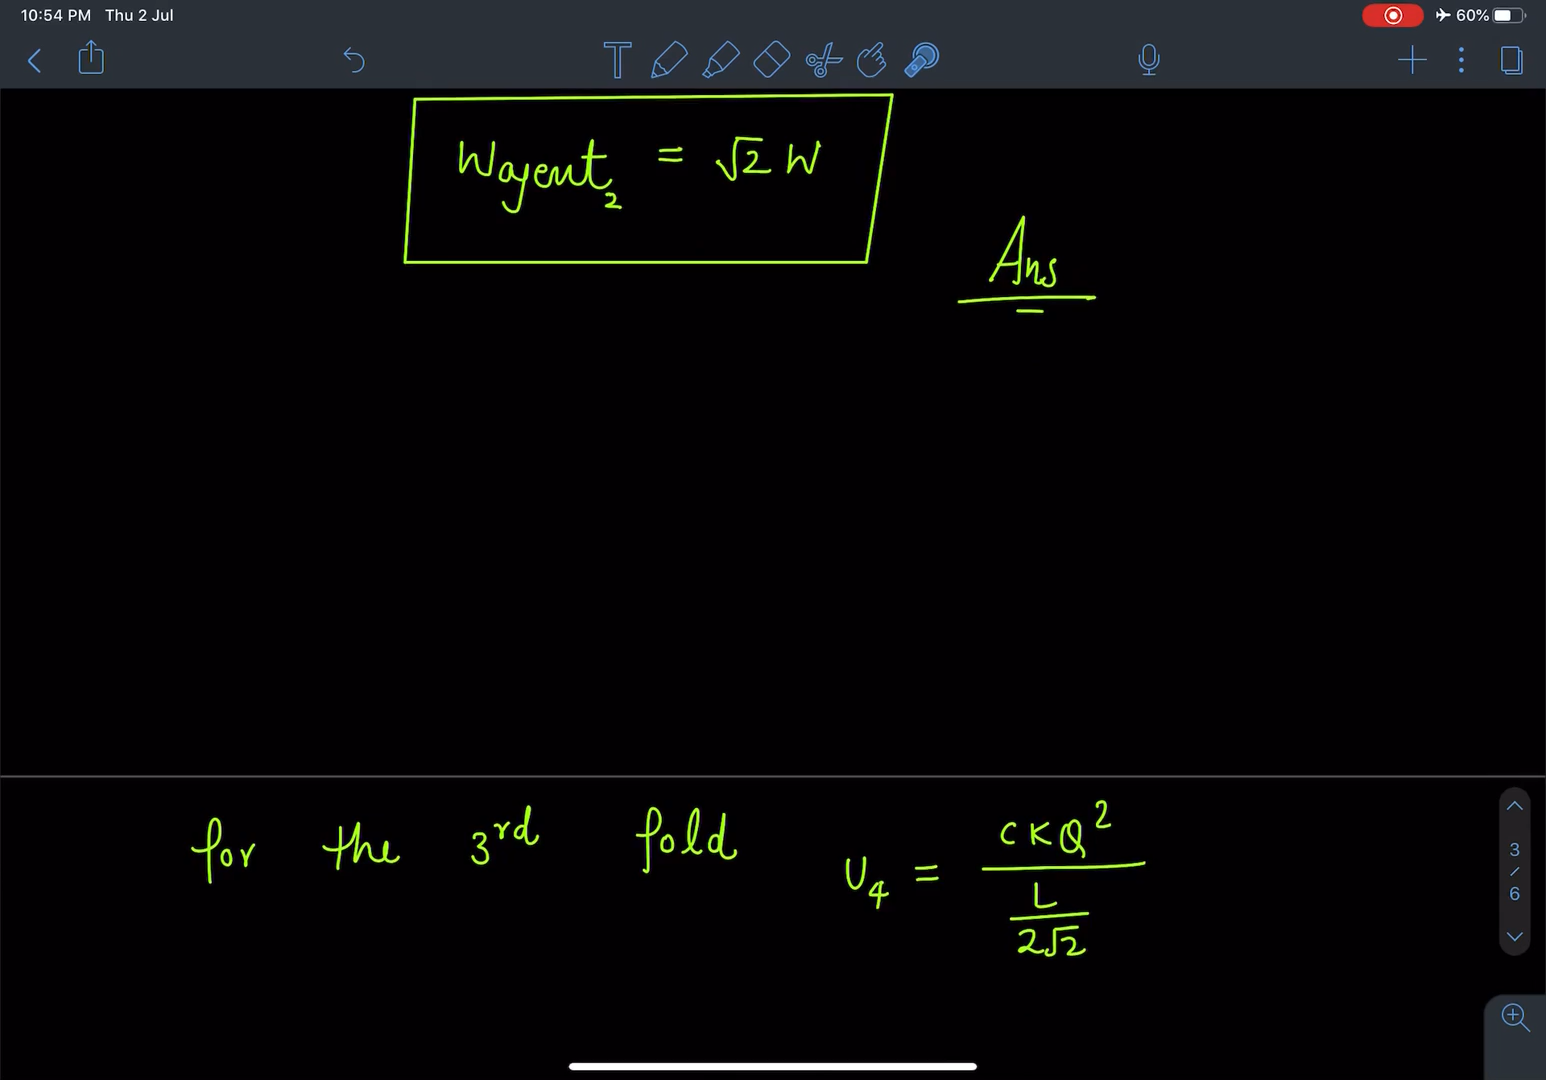 10:54 PM Thu 2 Jul
60%
T
Wagent₂ = √2 W
Ans
for the 3rd fold U₄ = CKQ² / (L / 2√2)
3
/
6